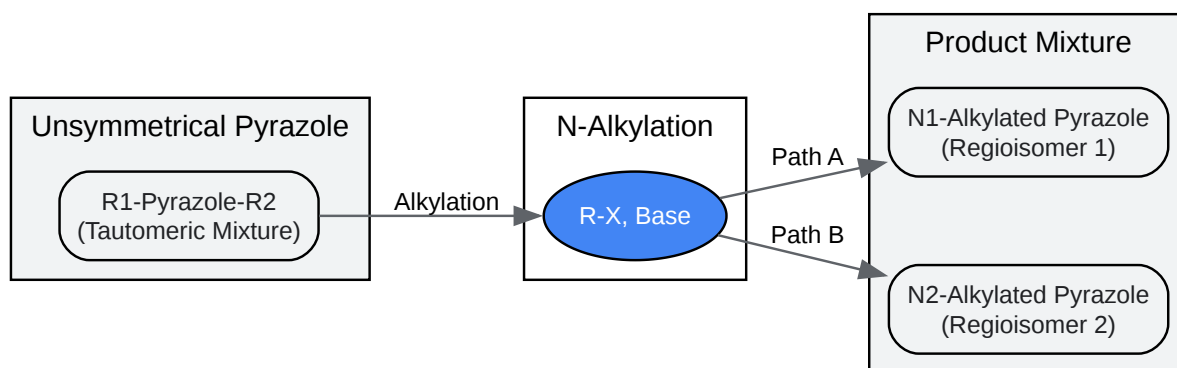 Unsymmetrical Pyrazole
R1-Pyrazole-R2
(Tautomeric Mixture)
Alkylation
N-Alkylation
R-X, Base
Path A
Path B
Product Mixture
N1-Alkylated Pyrazole
(Regioisomer 1)
N2-Alkylated Pyrazole
(Regioisomer 2)